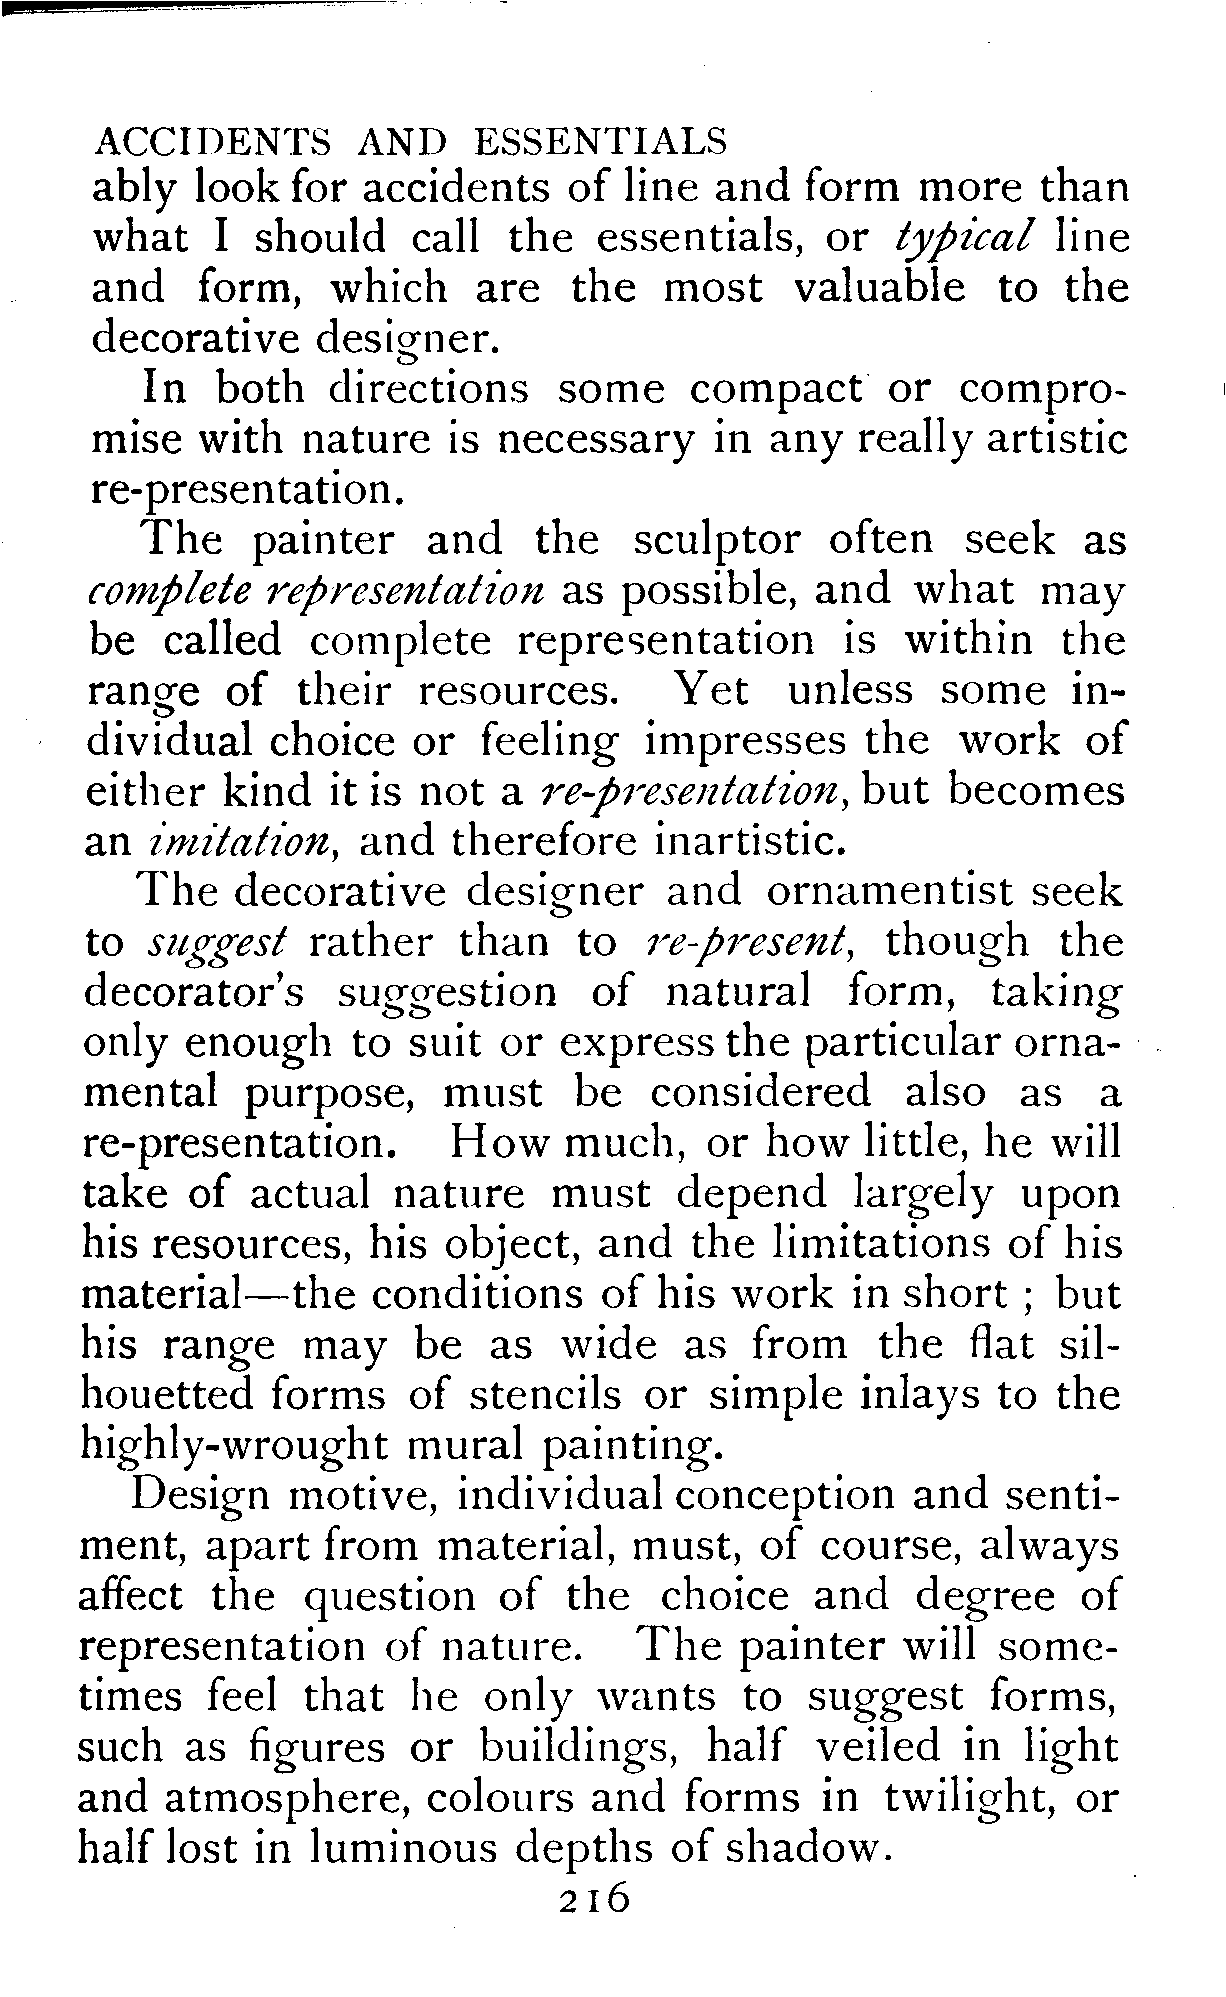 ACCIDENTS AND ESSENTIALS
ably look for accidents of line and form more than
what I should call the essentials, or typical line
and form, which are the most valuable to the
decorative designer.
In both directions some compact or compro-
mise with nature is necessary in any really artistic
re-presentation.
The painter and the sculptor often seek as
complete representation as possible, and what may
be called complete representation is within the
range of their resources. Yet unless some in-
dividual choice or feeling impresses the work of
either kind it is not a re-presentation, but becomes
an imitation, and therefore inartistic.
The decorative designer and ornamentist seek
to suggest rather than to re-present, though the
decorator's suggestion of natural form, taking
only enough to suit or express the particular orna-
mental purpose, must be considered also as a
re-presentation. How much, or how little, he will
take of actual nature must depend largely upon
his resources, his object, and the limitations of his
material—the conditions of his work in short ; but
his range may be as wide as from the flat sil-
houetted forms of stencils or simple inlays to the
highly-wrought mural painting.
Design motive, individual conception and senti-
ment, apart from material, must, of course, always
affect the question of the choice and degree of
representation of nature. The painter will some-
times feel that he only wants to suggest forms,
such as figures or buildings, half veiled in light
and atmosphere, colours and forms in twilight, or
half lost in luminous depths of shadow.
216